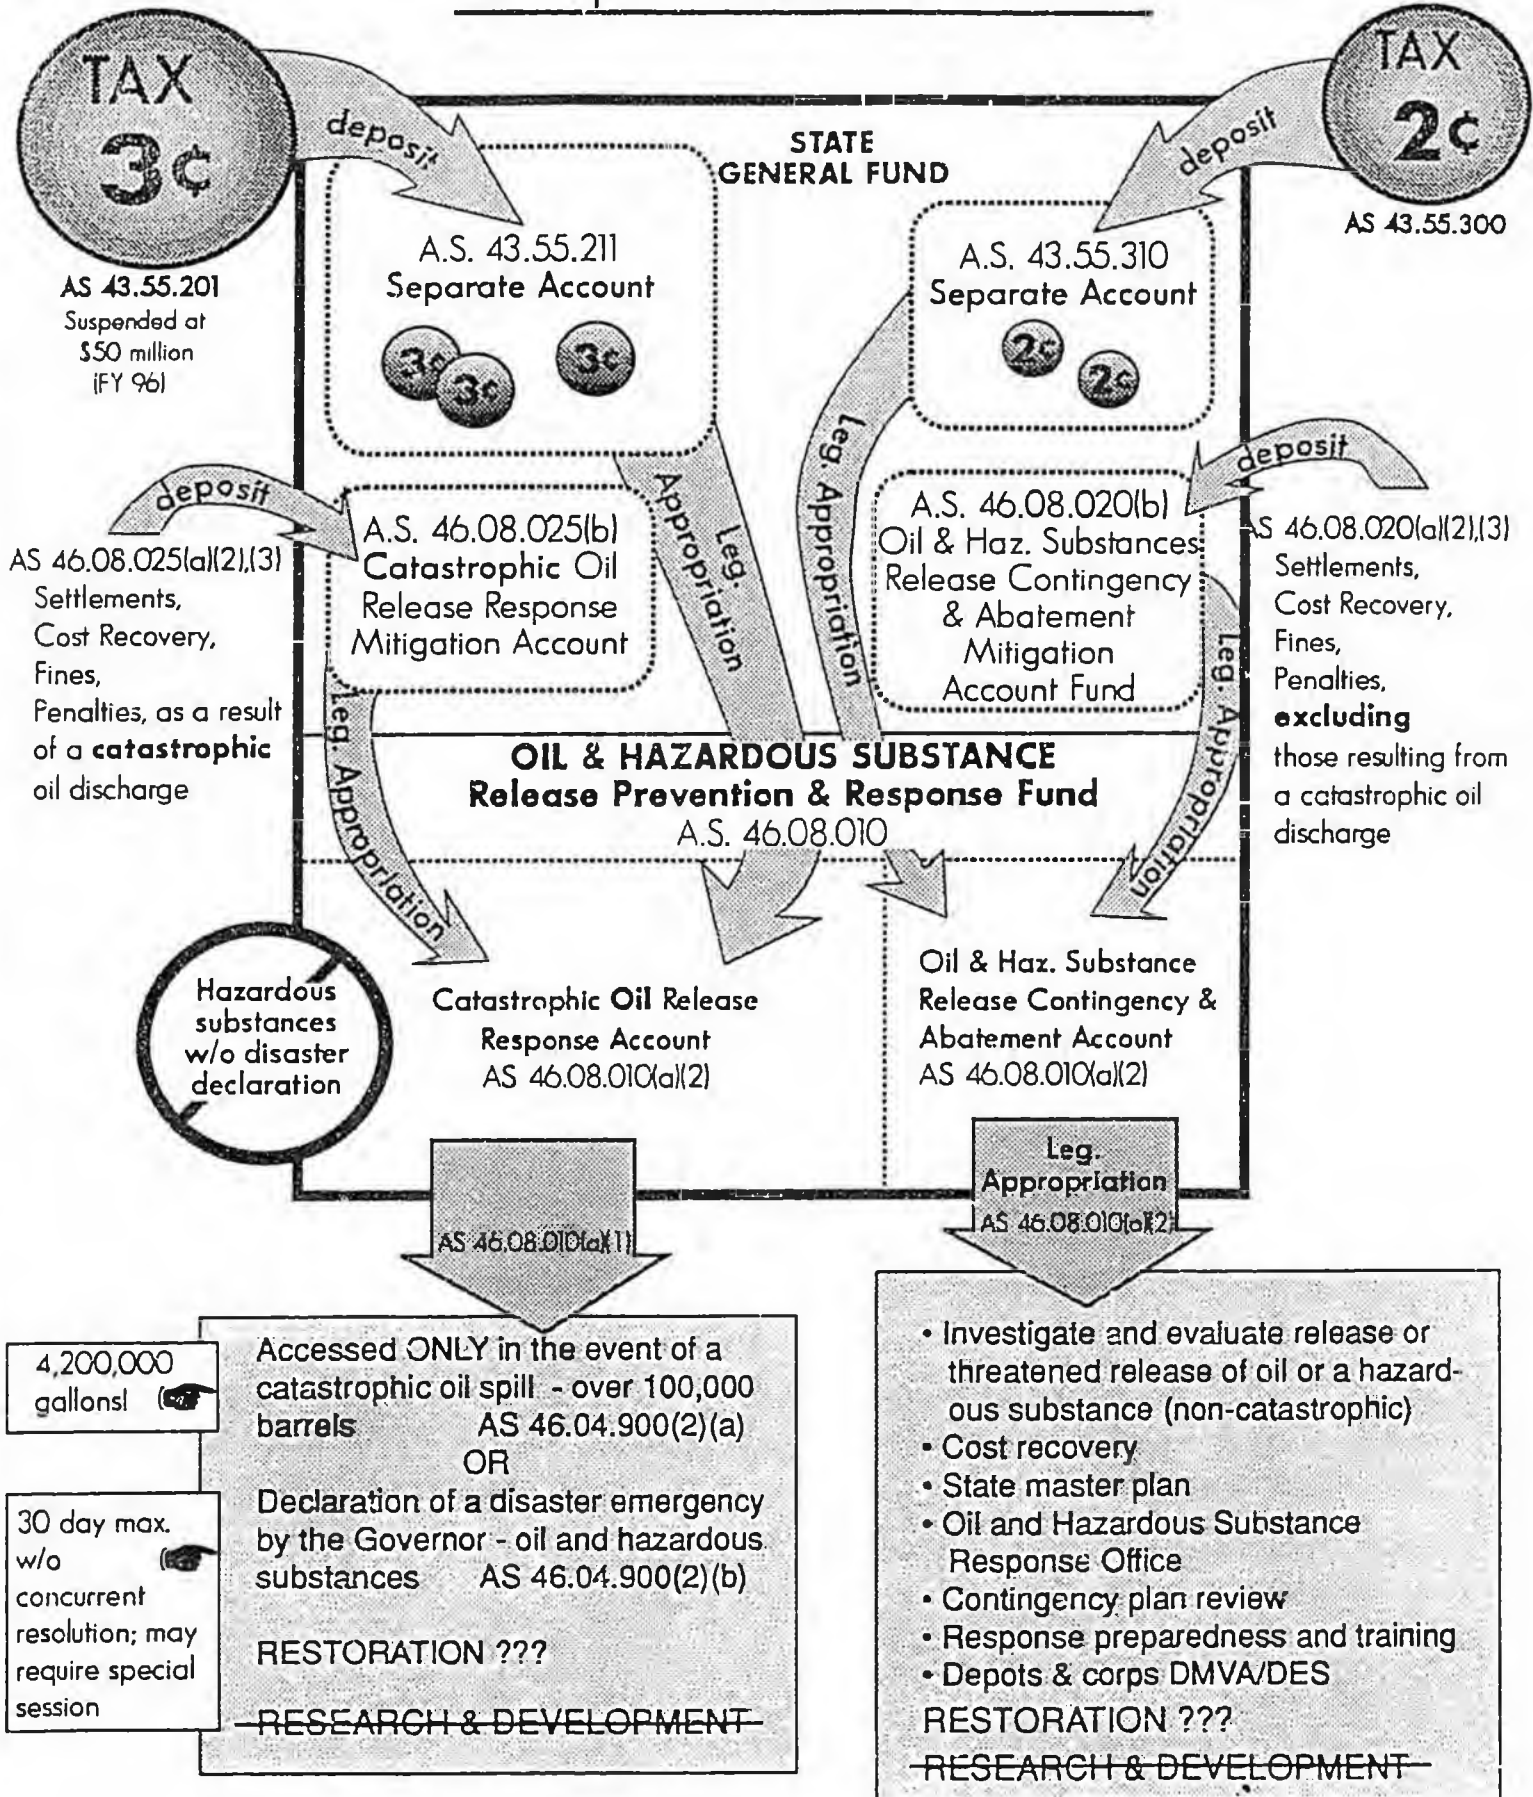 TAX
3¢
AS 43.55.201
Suspended at
$50 million
(FY 96)
deposit
TAX
2¢
AS 43.55.300
deposit
STATE
GENERAL FUND
A.S. 43.55.211
Separate Account
3¢
3¢
3¢
A.S. 43.55.310
Separate Account
2¢
2¢
deposit
AS 46.08.025(a)(2),(3)
Settlements,
Cost Recovery,
Fines,
Penalties, as a result
of a catastrophic
oil discharge
A.S. 46.08.025(b)
Catastrophic Oil
Release Response
Mitigation Account
Leg.
Appropriation
Leg. Appropriation
A.S. 46.08.020(b)
Oil & Haz. Substances
Release Contingency
& Abatement
Mitigation
Account Fund
deposit
AS 46.08.020(a)(2),(3)
Settlements,
Cost Recovery,
Fines,
Penalties,
excluding
those resulting from
a catastrophic oil
discharge
Leg. Appropriation
Leg. Appropriation
OIL & HAZARDOUS SUBSTANCE
Release Prevention & Response Fund
A.S. 46.08.010
Hazardous
substances
w/o disaster
declaration
Catastrophic Oil Release
Response Account
AS 46.08.010(a)(2)
Oil & Haz. Substance
Release Contingency &
Abatement Account
AS 46.08.010(a)(2)
AS 46.08.010(a)(1)
Leg.
Appropriation
AS 46.08.010(a)(2)
4,200,000
gallons!
30 day max.
w/o
concurrent
resolution; may
require special
session
Accessed ONLY in the event of a
catastrophic oil spill - over 100,000
barrels AS 46.04.900(2)(a)
OR
Declaration of a disaster emergency
by the Governor - oil and hazardous
substances AS 46.04.900(2)(b)
RESTORATION ???
RESEARCH & DEVELOPMENT
• Investigate and evaluate release or
threatened release of oil or a hazard-
ous substance (non-catastrophic)
• Cost recovery
• State master plan
• Oil and Hazardous Substance
Response Office
• Contingency plan review
• Response preparedness and training
• Depots & corps DMVA/DES
RESTORATION ???
RESEARCH & DEVELOPMENT